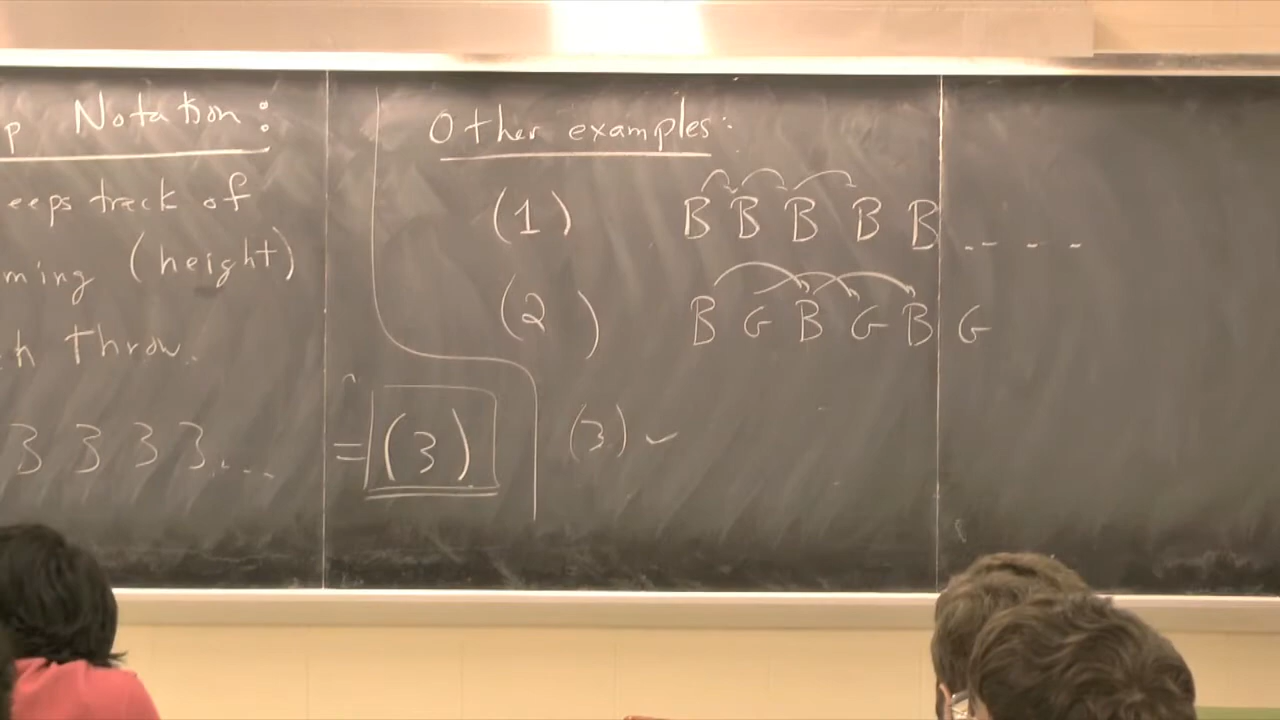 p Notation:
eeps track of
ming (height)
h throw.
3 3 3 3.... = (3)
Other examples:
(1) B B B B B ....
(2) B G B G B G
(3) ✓